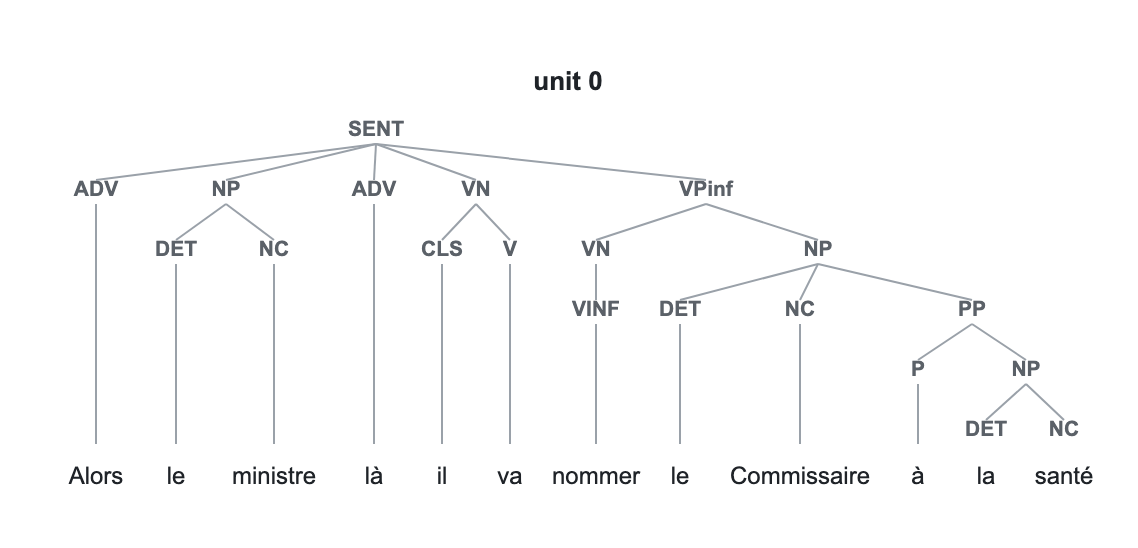 unit 0
SENT
ADV NP ADV VN VPinf
DET NC CLS V VN NP
VINF DET NC PP
P NP
DET NC
Alors le ministre là il va nommer le Commissaire à la santé